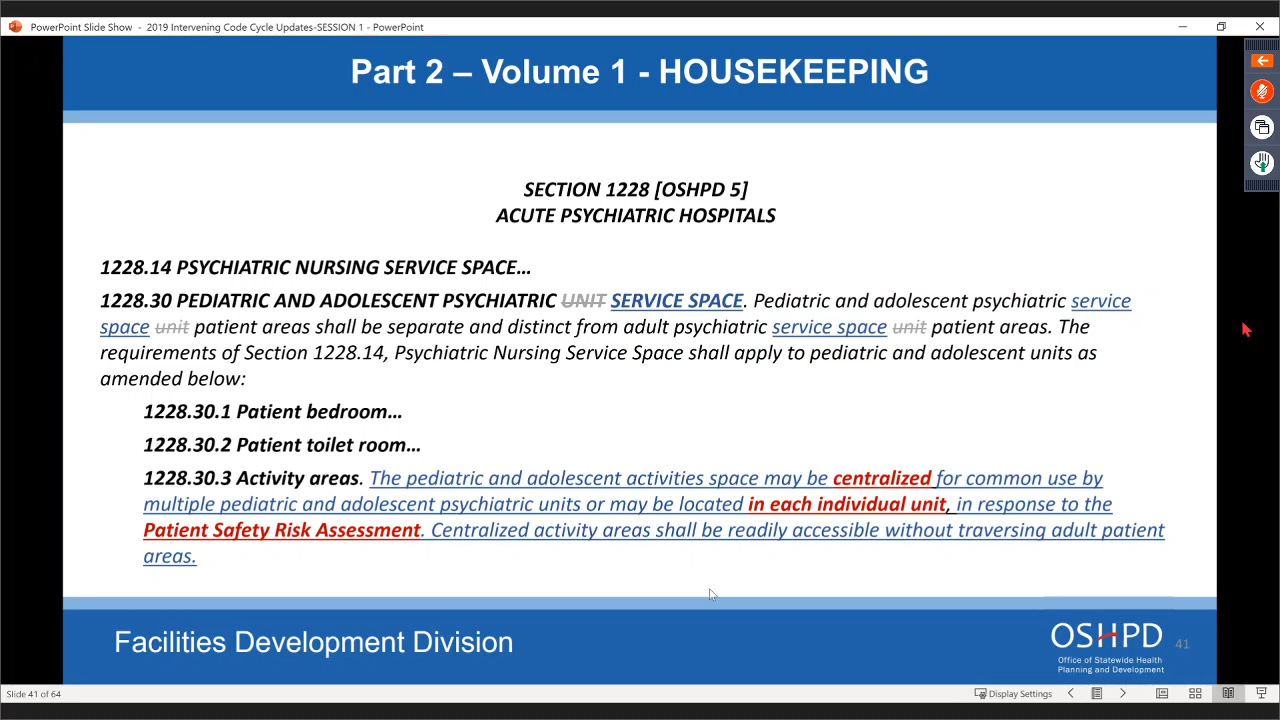 PowerPoint Slide Show - 2019 Intervening Code Cycle Updates-SESSION 1 - PowerPoint
Part 2 – Volume 1 - HOUSEKEEPING
SECTION 1228 [OSHPD 5]
ACUTE PSYCHIATRIC HOSPITALS
1228.14 PSYCHIATRIC NURSING SERVICE SPACE…
1228.30 PEDIATRIC AND ADOLESCENT PSYCHIATRIC UNIT SERVICE SPACE. Pediatric and adolescent psychiatric service
space unit patient areas shall be separate and distinct from adult psychiatric service space unit patient areas. The
requirements of Section 1228.14, Psychiatric Nursing Service Space shall apply to pediatric and adolescent units as
amended below:
1228.30.1 Patient bedroom…
1228.30.2 Patient toilet room…
1228.30.3 Activity areas. The pediatric and adolescent activities space may be centralized for common use by
multiple pediatric and adolescent psychiatric units or may be located in each individual unit, in response to the
Patient Safety Risk Assessment. Centralized activity areas shall be readily accessible without traversing adult patient
areas.
Facilities Development Division
OSHPD
Office of Statewide Health
Planning and Development
41
Slide 41 of 64
Display Settings